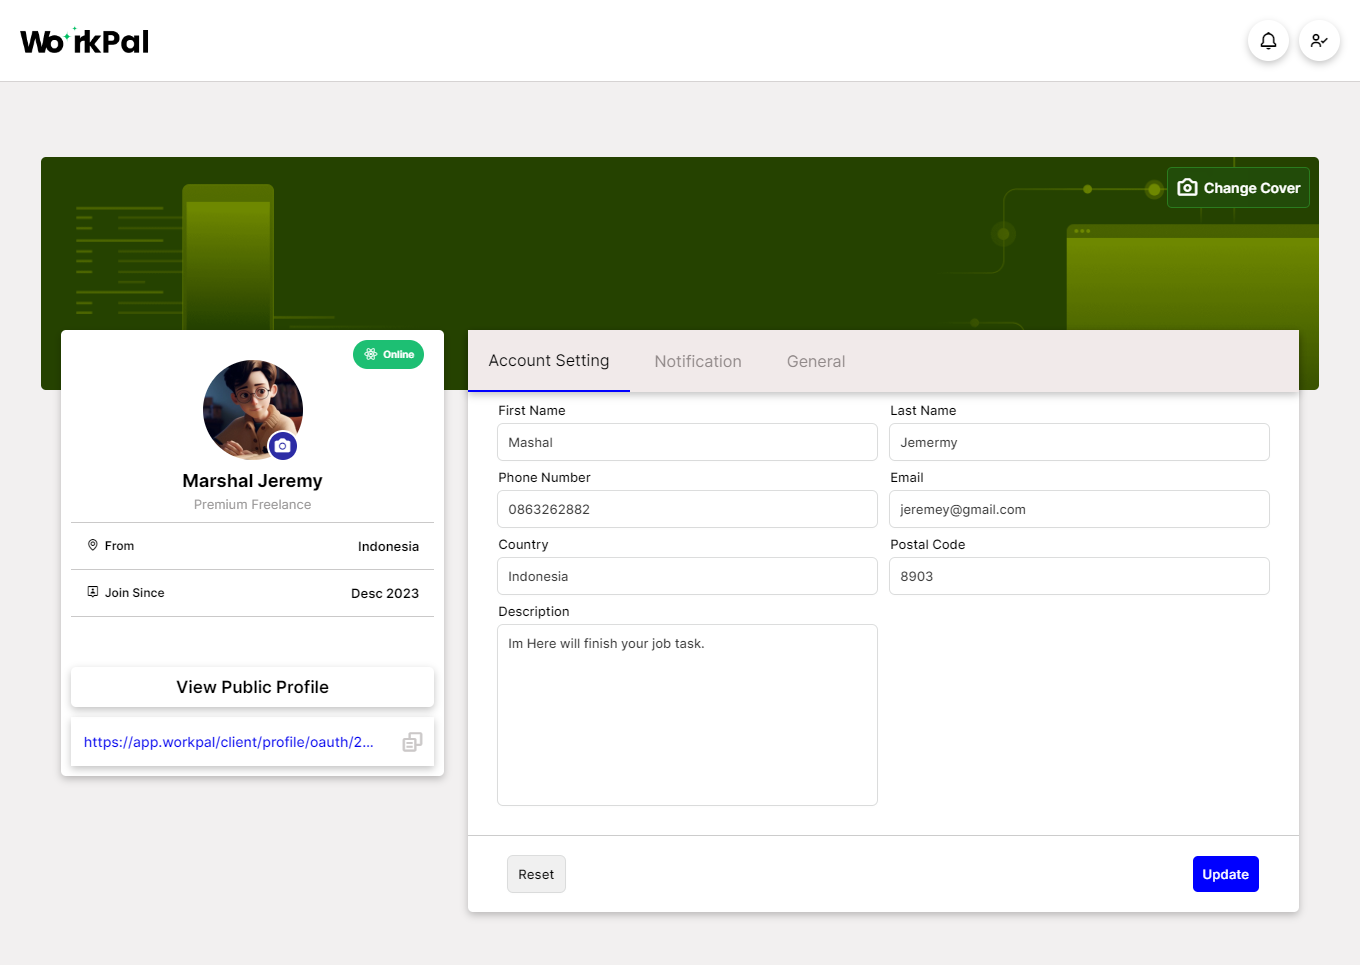 WorkPal
Change Cover
Online
Marshal Jeremy
Premium Freelance
From
Indonesia
Join Since
Desc 2023
View Public Profile
https://app.workpal/client/profile/oauth/2...
Account Setting
Notification
General
First Name
Last Name
Mashal
Jemermy
Phone Number
Email
0863262882
jeremey@gmail.com
Country
Postal Code
Indonesia
8903
Description
Im Here will finish your job task.
Reset
Update